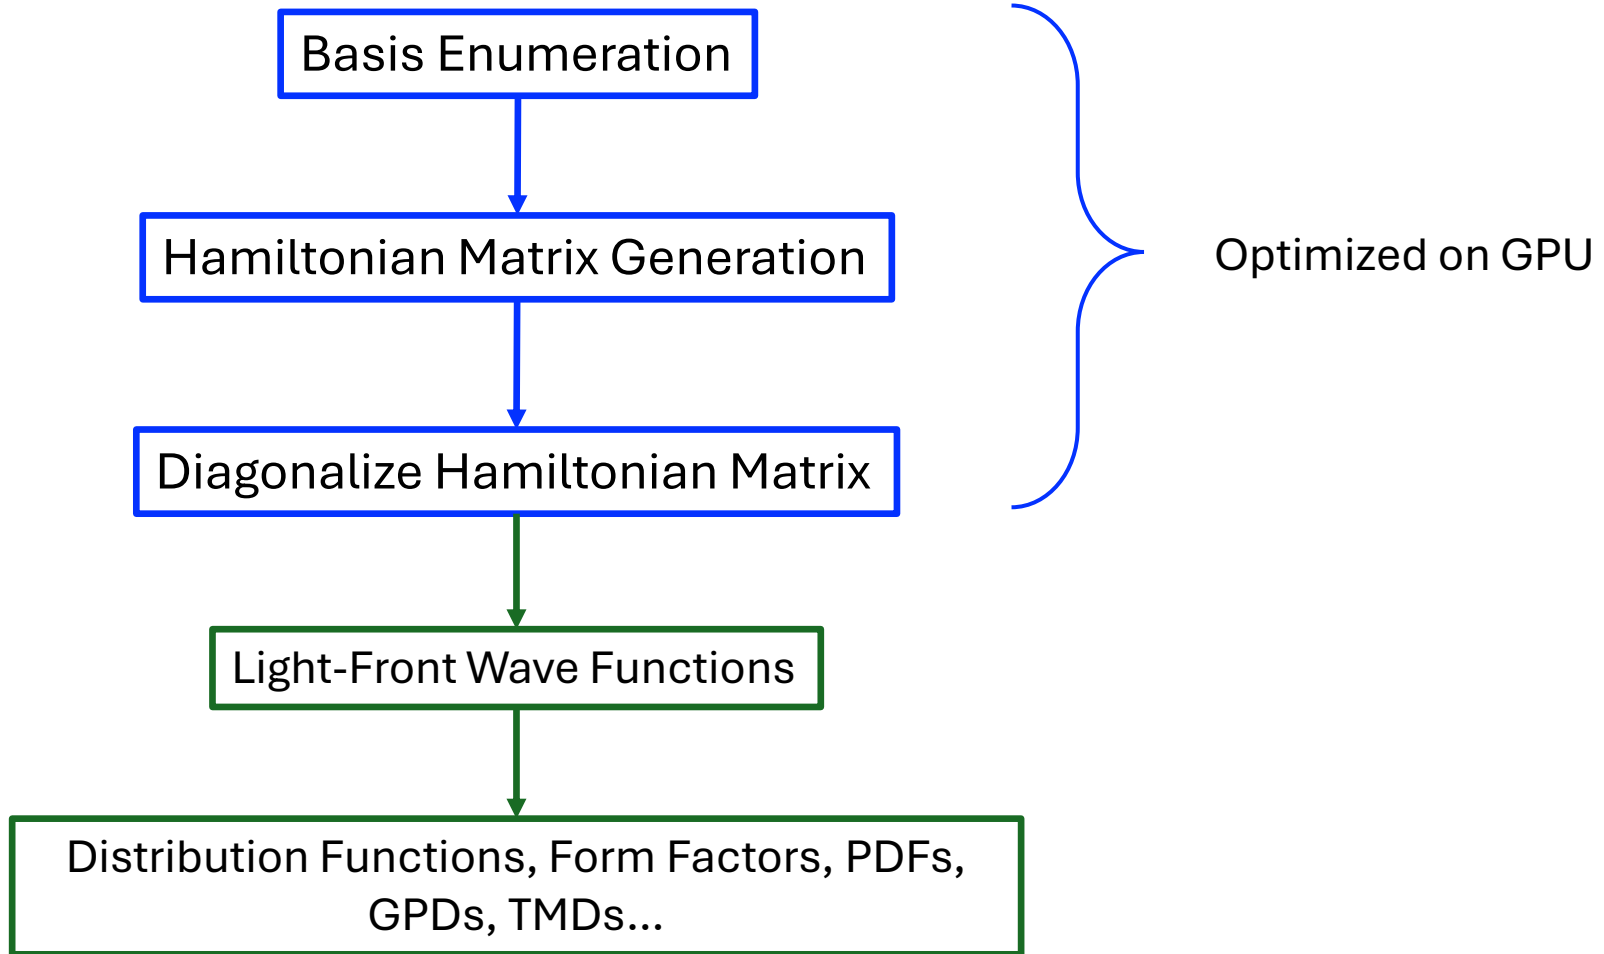 Basis Enumeration
Hamiltonian Matrix Generation
Optimized on GPU
Diagonalize Hamiltonian Matrix
Light-Front Wave Functions
Distribution Functions, Form Factors, PDFs,
GPDs, TMDs...